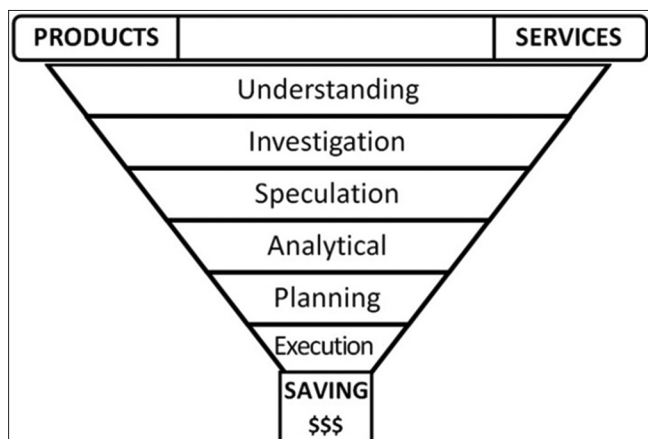 PRODUCTS SERVICES
Understanding
Investigation
Speculation
Analytical
Planning
Execution
SAVING
$$$